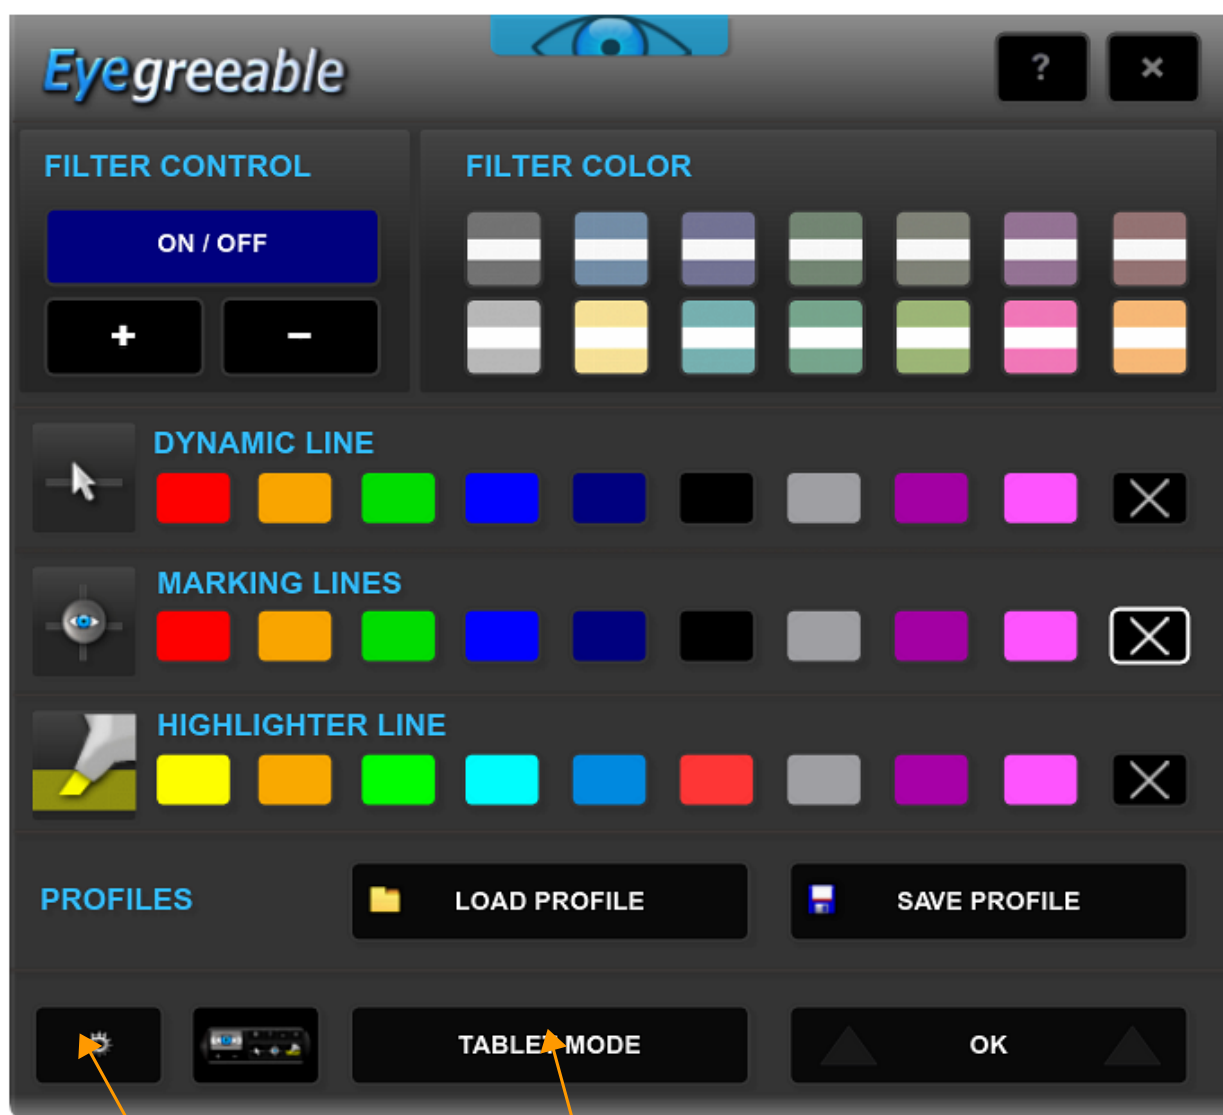 Eyegreeable
?
×
FILTER CONTROL
FILTER COLOR
ON / OFF
+ −
DYNAMIC LINE
MARKING LINES
HIGHLIGHTER LINE
PROFILES
LOAD PROFILE
SAVE PROFILE
TABLET MODE
OK